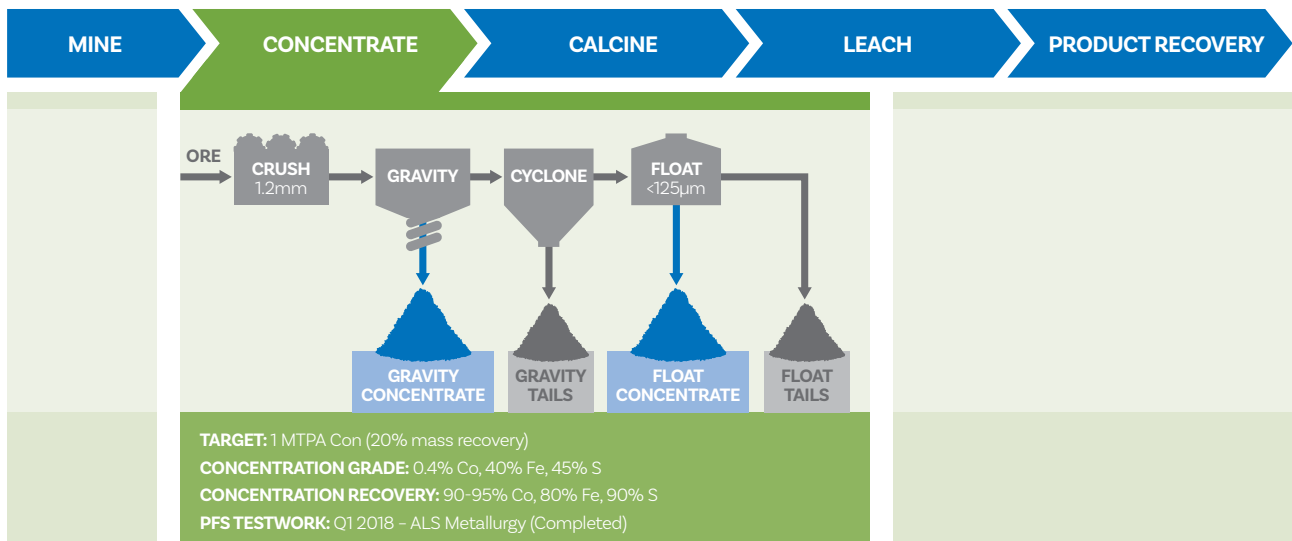 MINE
CONCENTRATE
CALCINE
LEACH
PRODUCT RECOVERY
ORE
CRUSH
1.2mm
GRAVITY
CYCLONE
FLOAT
<125µm
GRAVITY
CONCENTRATE
GRAVITY
TAILS
FLOAT
CONCENTRATE
FLOAT
TAILS
TARGET: 1 MTPA Con (20% mass recovery)
CONCENTRATION GRADE: 0.4% Co, 40% Fe, 45% S
CONCENTRATION RECOVERY: 90-95% Co, 80% Fe, 90% S
PFS TESTWORK: Q1 2018 – ALS Metallurgy (Completed)